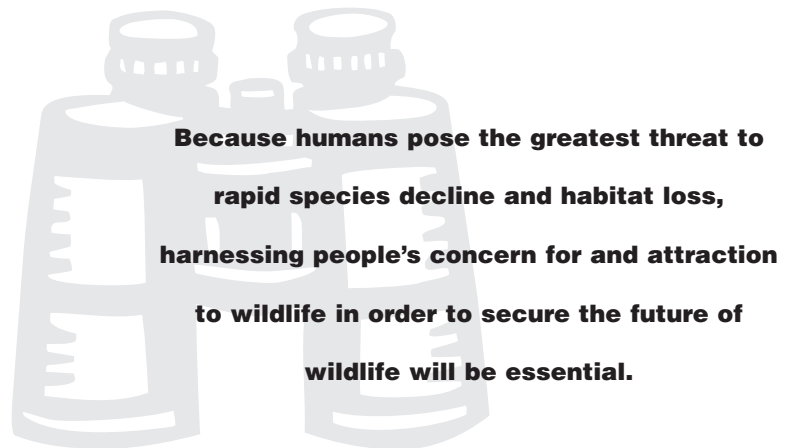 Because humans pose the greatest threat to
rapid species decline and habitat loss,
harnessing people’s concern for and attraction
to wildlife in order to secure the future of
wildlife will be essential.